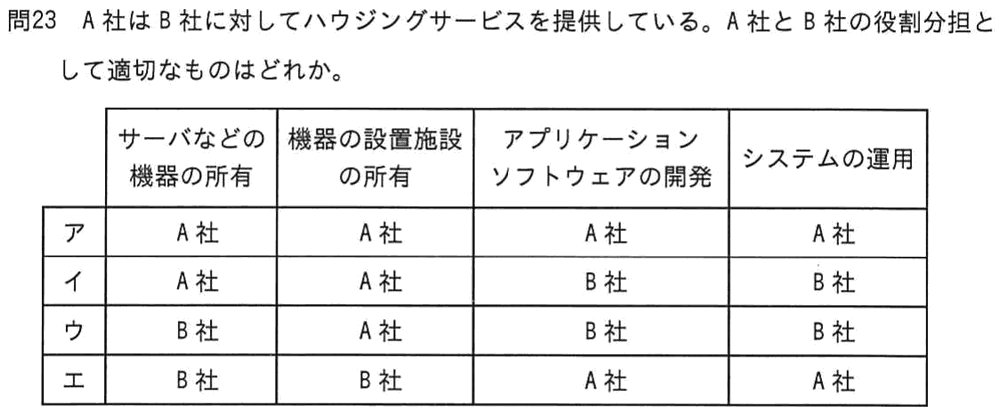 問23 A社はB社に対してハウジングサービスを提供している。A社とB社の役割分担と
して適切なものはどれか。
サーバなどの機器の所有 機器の設置施設の所有 アプリケーションソフトウェアの開発 システムの運用
ア A社 A社 A社 A社
イ A社 A社 B社 B社
ウ B社 A社 B社 B社
エ B社 B社 A社 A社